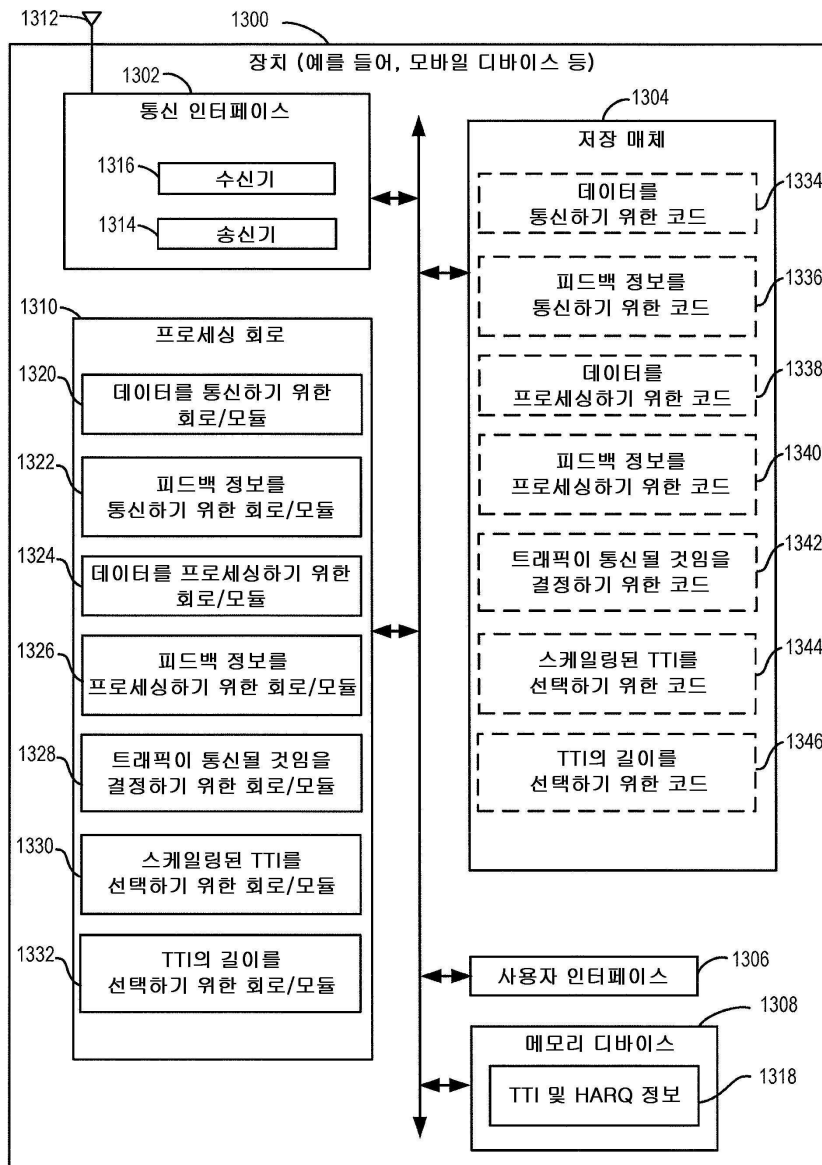 1312
1300
장치 (예를 들어, 모바일 디바이스 등)
1302
통신 인터페이스
1316
수신기
1314
송신기
1310
프로세싱 회로
1320
데이터를 통신하기 위한
회로/모듈
1322
피드백 정보를
통신하기 위한 회로/모듈
1324
데이터를 프로세싱하기 위한
회로/모듈
1326
피드백 정보를
프로세싱하기 위한 회로/모듈
1328
트래픽이 통신될 것임을
결정하기 위한 회로/모듈
1330
스케일링된 TTI를
선택하기 위한 회로/모듈
1332
TTI의 길이를
선택하기 위한 회로/모듈
1304
저장 매체
데이터를
통신하기 위한 코드
1334
피드백 정보를
통신하기 위한 코드
1336
데이터를
프로세싱하기 위한 코드
1338
피드백 정보를
프로세싱하기 위한 코드
1340
트래픽이 통신될 것임을
결정하기 위한 코드
1342
스케일링된 TTI를
선택하기 위한 코드
1344
TTI의 길이를
선택하기 위한 코드
1346
사용자 인터페이스
1306
1308
메모리 디바이스
TTI 및 HARQ 정보
1318